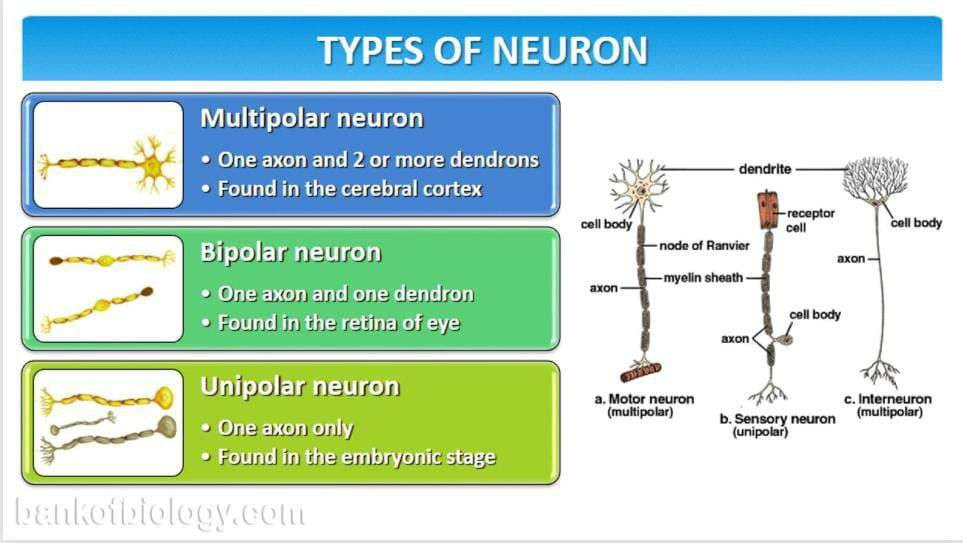 TYPES OF NEURON
Multipolar neuron
• One axon and 2 or more dendrons
• Found in the cerebral cortex
Bipolar neuron
• One axon and one dendron
• Found in the retina of eye
Unipolar neuron
• One axon only
• Found in the embryonic stage
dendrite
cell body
receptor
cell
cell body
node of Ranvier
axon
myelin sheath
axon
cell body
axon
a. Motor neuron
(multipolar)
b. Sensory neuron
(unipolar)
c. Interneuron
(multipolar)
bankofbiology.com